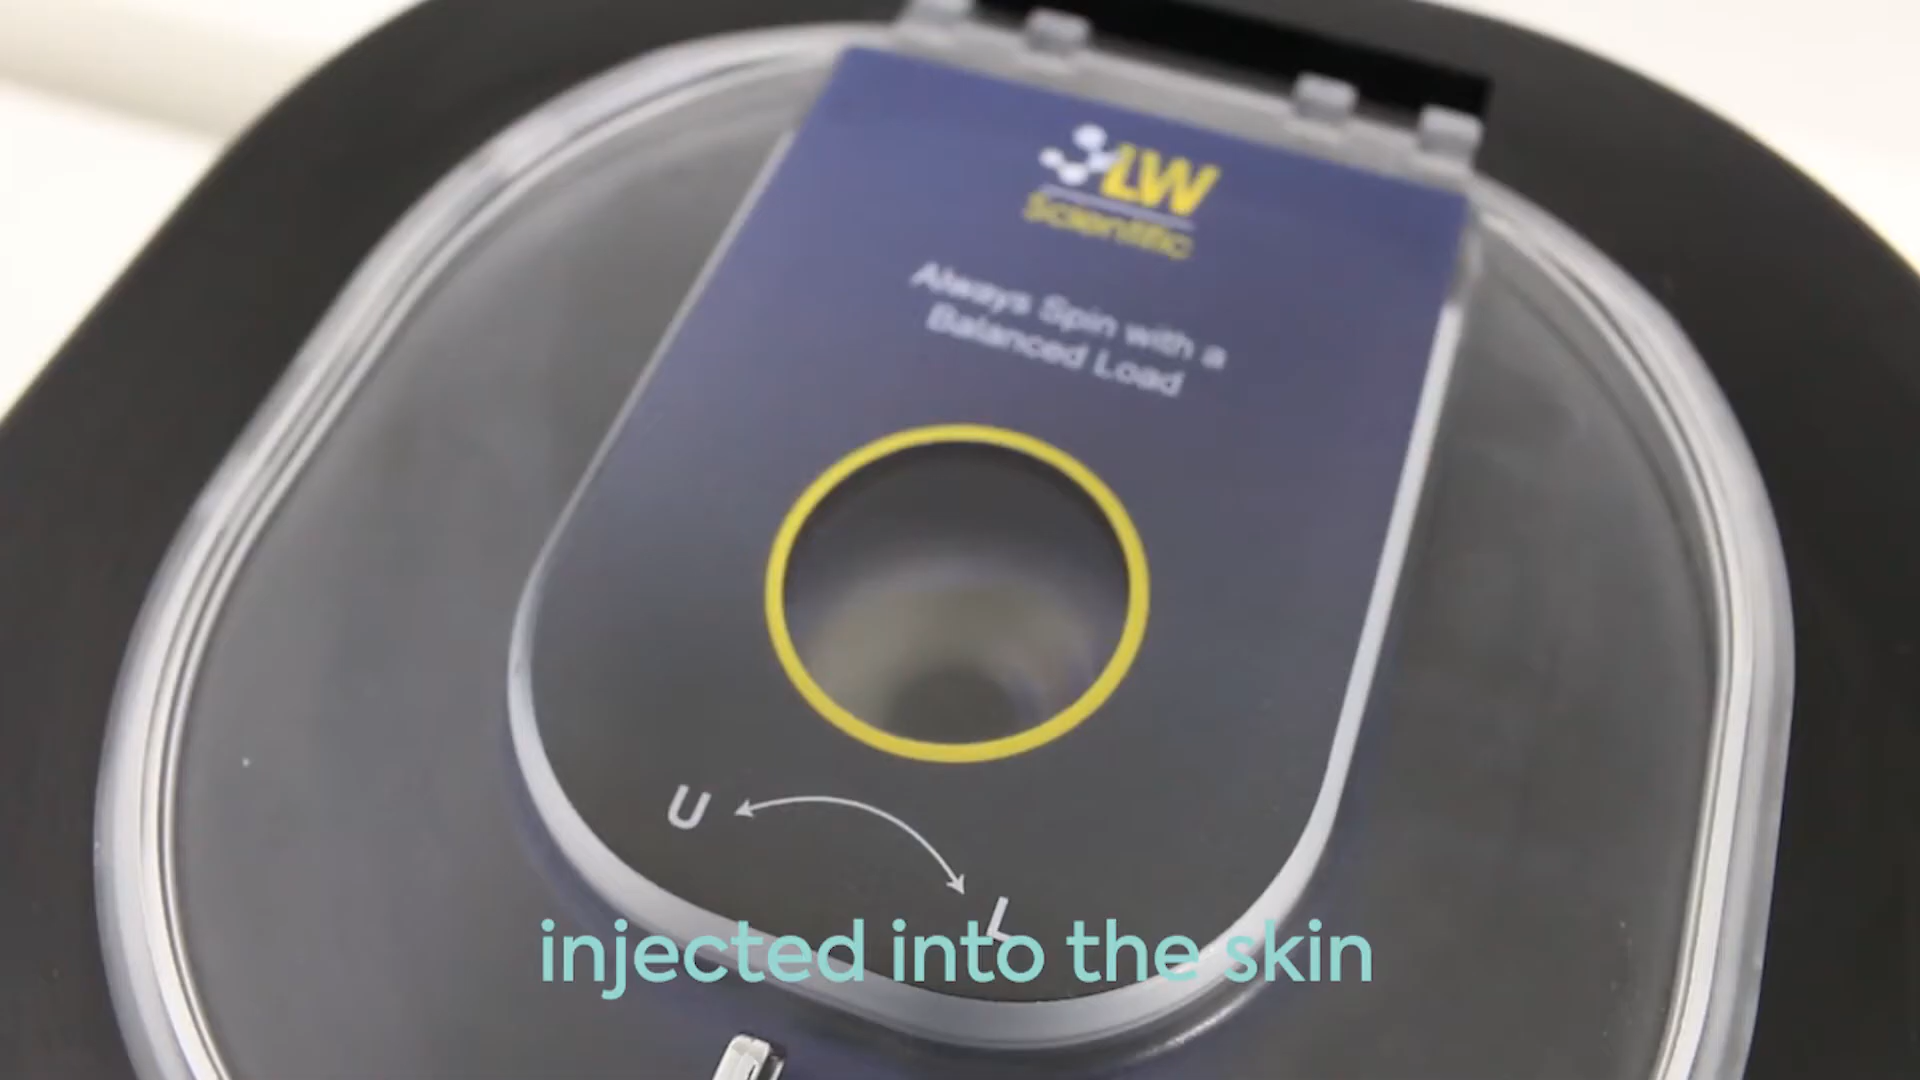 LW
Scientific
Always Spin with a
Balanced Load
U
L
injected into the skin